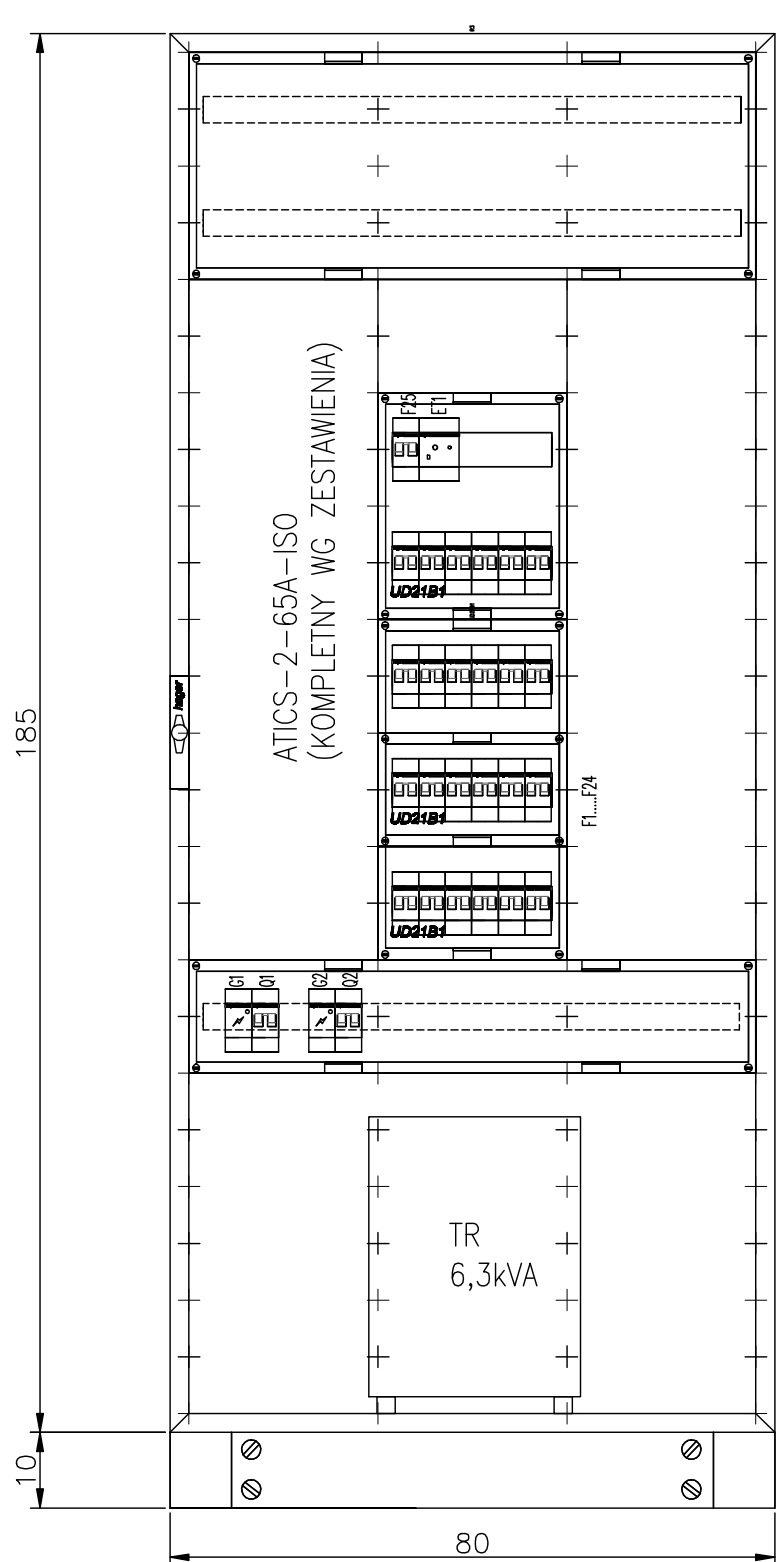 F25
ET1
ATICS-2-65A-ISO
(KOMPLETNY WG ZESTAWIENIA)
UD21B1
hager
185
UD21B1
F1....F24
UD21B1
G1
Q1
G2
Q2
TR
6,3kVA
10
80